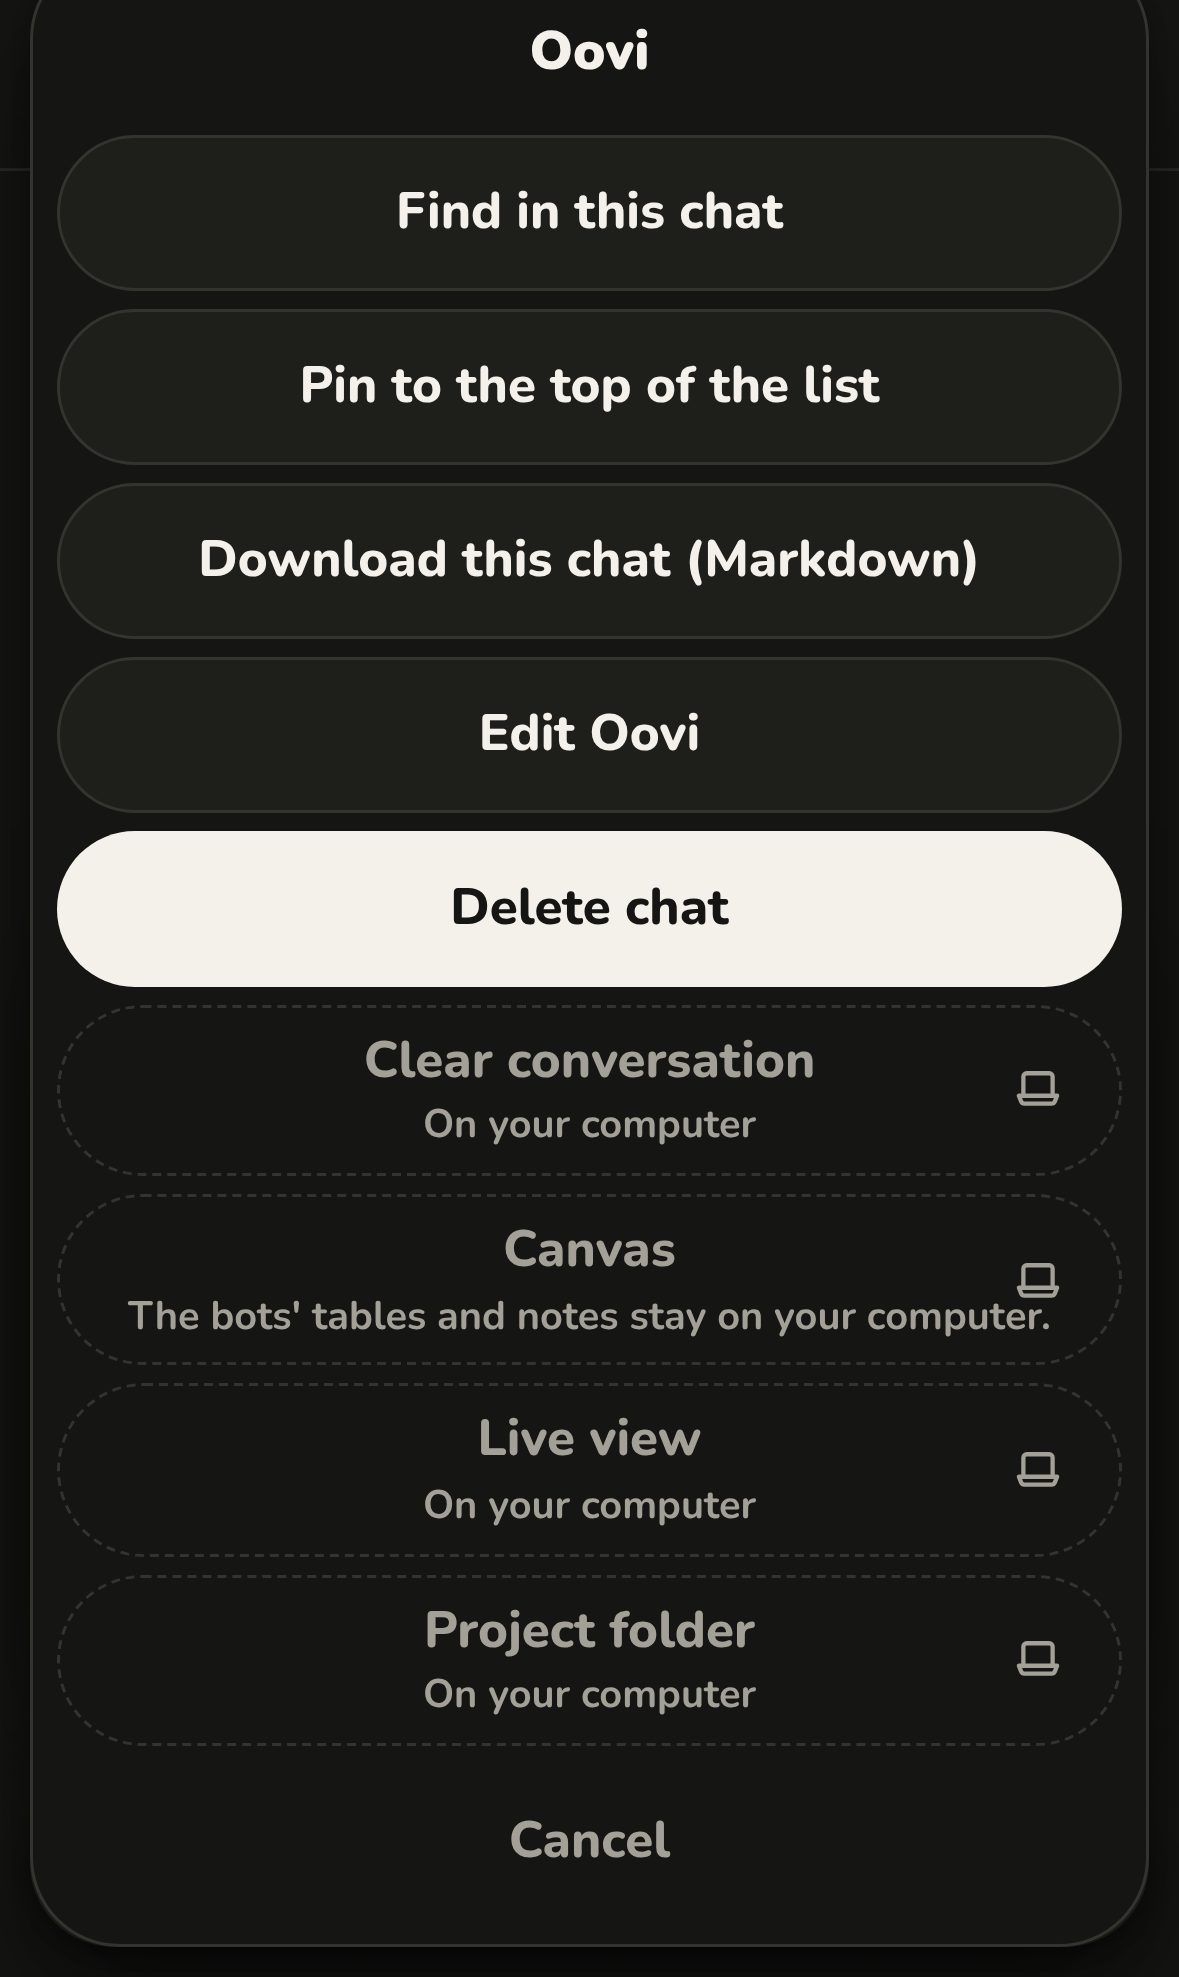 Oovi
Find in this chat
Pin to the top of the list
Download this chat (Markdown)
Edit Oovi
Delete chat
Clear conversation
On your computer
Canvas
The bots' tables and notes stay on your computer.
Live view
On your computer
Project folder
On your computer
Cancel